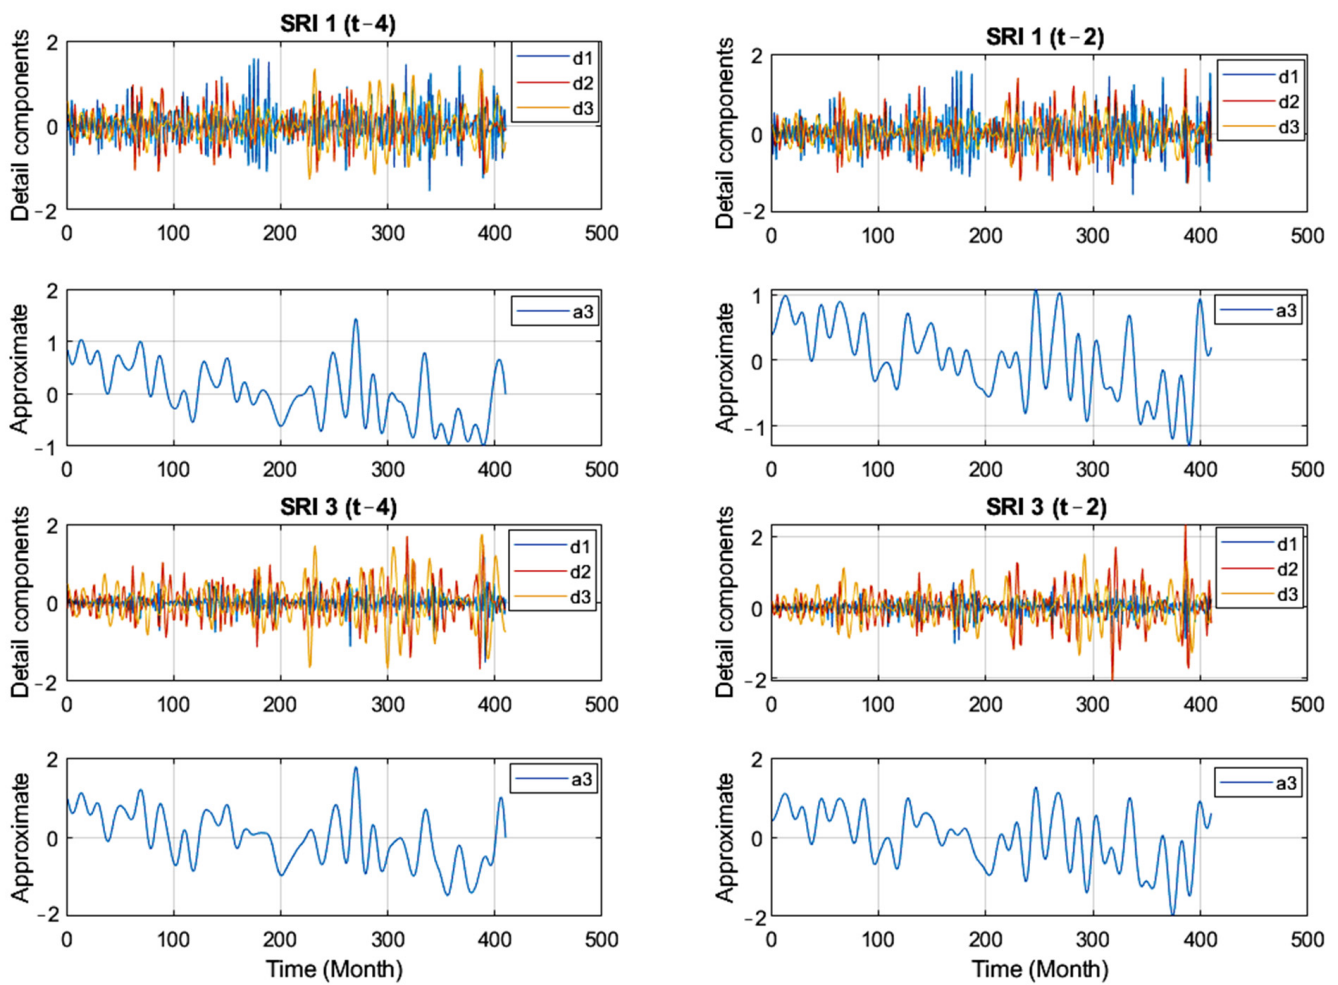 SRI 1 (t−4)
Detail components
2
0
−2
d1
d2
d3
0 100 200 300 400 500
Approximate
2
1
0
−1
a3
0 100 200 300 400 500
SRI 3 (t−4)
Detail components
2
0
−2
d1
d2
d3
0 100 200 300 400 500
Approximate
2
0
−2
a3
0 100 200 300 400 500
Time (Month)
SRI 1 (t−2)
Detail components
2
0
−2
d1
d2
d3
0 100 200 300 400 500
Approximate
1
0
−1
a3
0 100 200 300 400 500
SRI 3 (t−2)
Detail components
2
0
−2
d1
d2
d3
0 100 200 300 400 500
Approximate
2
0
−2
a3
0 100 200 300 400 500
Time (Month)